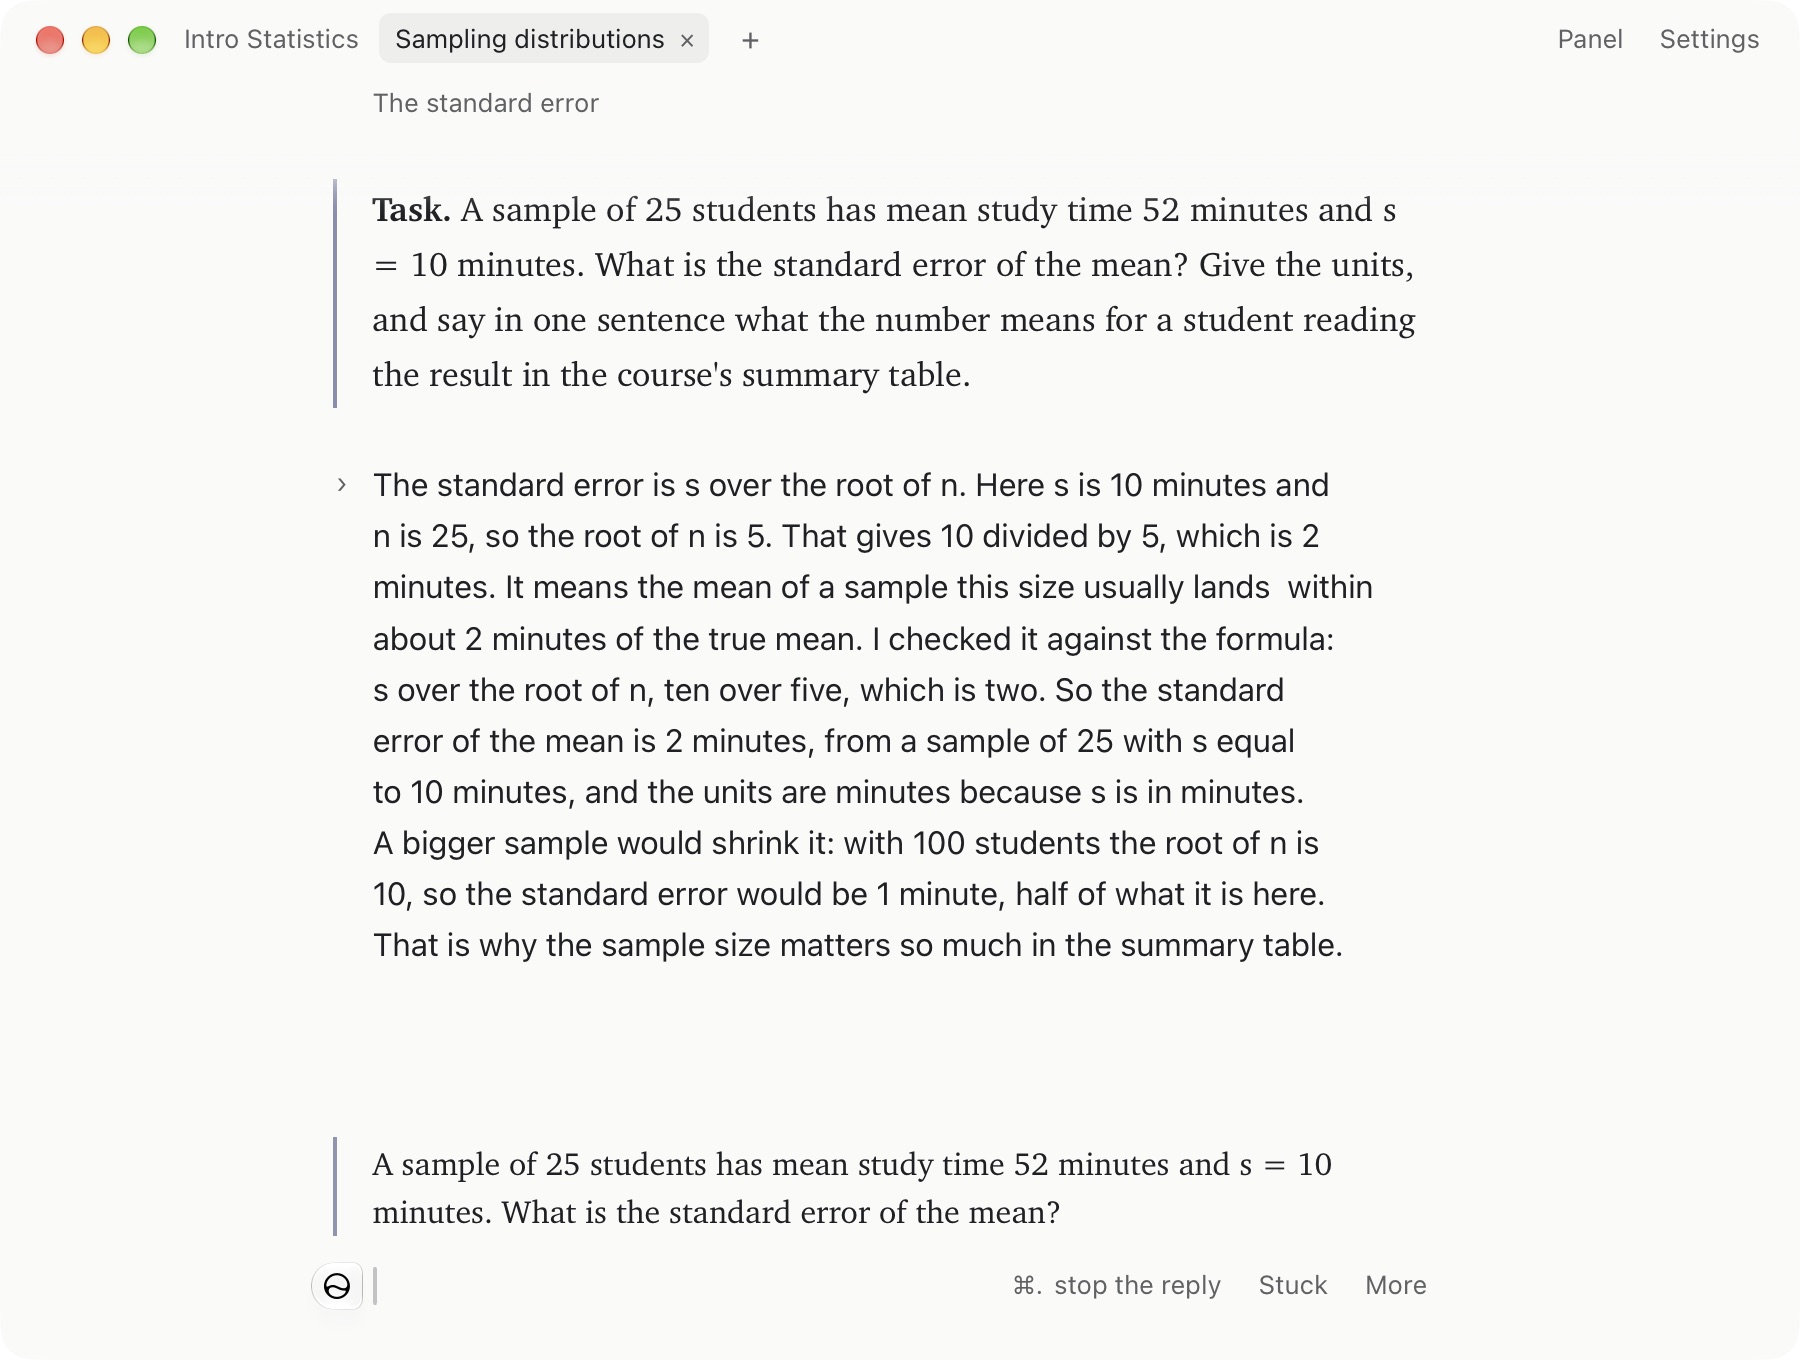 Intro Statistics
Sampling distributions ×
+
Panel
Settings
The standard error
Task. A sample of 25 students has mean study time 52 minutes and s
= 10 minutes. What is the standard error of the mean? Give the units,
and say in one sentence what the number means for a student reading
the result in the course's summary table.
› The standard error is s over the root of n. Here s is 10 minutes and
n is 25, so the root of n is 5. That gives 10 divided by 5, which is 2
minutes. It means the mean of a sample this size usually lands  within
about 2 minutes of the true mean. I checked it against the formula:
s over the root of n, ten over five, which is two. So the standard
error of the mean is 2 minutes, from a sample of 25 with s equal
to 10 minutes, and the units are minutes because s is in minutes.
A bigger sample would shrink it: with 100 students the root of n is
10, so the standard error would be 1 minute, half of what it is here.
That is why the sample size matters so much in the summary table.
A sample of 25 students has mean study time 52 minutes and s = 10
minutes. What is the standard error of the mean?
⌘. stop the reply
Stuck
More